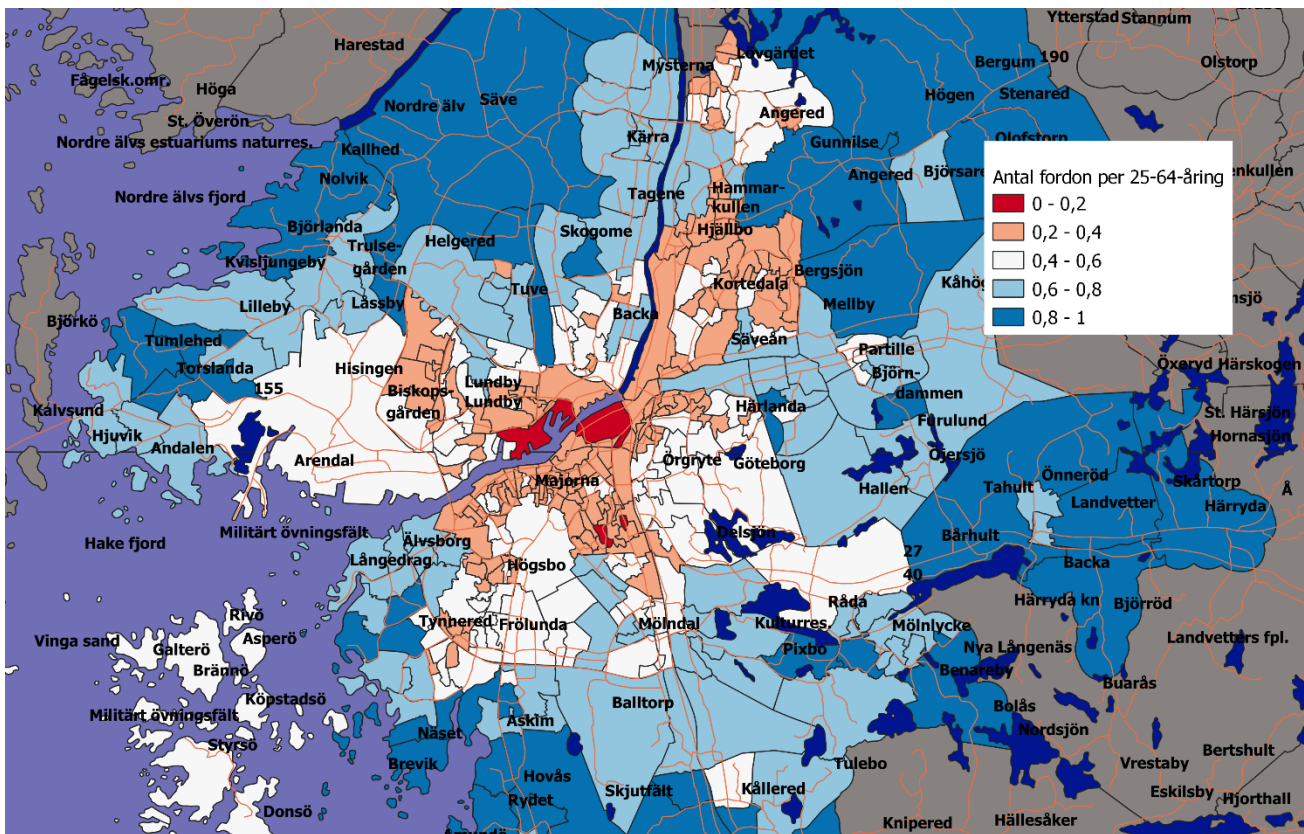 Ytterstad
Stannum
Harestad
Mysterna
Lövgärdet
190
Bergum
Olstorp
Fågelsk.omr.
Höga
Nordre älv
Säve
Högen
Stenared
St. Överön
Angered
Nordre älvs estuariums naturres.
Kärra
Olofstorp
Kallhed
Gunnilse
Nolvik
Angered
Björsare
enkullen
Nordre älvs fjord
Tagene
Hammar-
kullen
Antal fordon per 25-64-åring
0 - 0,2
0,2 - 0,4
0,4 - 0,6
0,6 - 0,8
0,8 - 1
Björlanda
Trulse-
gården
Helgered
Skogome
Hjällbo
Kvisljungeby
Bergsjön
Kortedala
Tuve
Lilleby
Låssby
Backa
Mellby
Kåhög
nsjö
Björkö
Tumlehed
Säveån
Torslanda
Hisingen
Partille
Björn-
dammen
Öxeryd
Härskogen
155
Biskops-
gården
Lundby
Lundby
Härlanda
Kalvsund
Furulund
St. Härsjön
Hjuvik
Andalen
Arendal
Örgryte
Göteborg
Öjersjö
Hornasjön
Majorna
Hallen
Tahult
Önneröd
Skårtorp
Å
Landvetter
Härryda
Militärt övningsfält
Delsjön
Bårhult
Hake fjord
Älvsborg
Långedrag
27
40
Högsbo
Backa
Råda
Härryda kn
Björröd
Rivö
Tynnered
Frölunda
Mölndal
Kulturres.
Mölnlycke
Vinga sand
Asperö
Galterö
Brännö
Pixbo
Nya Långenäs
Landvetters fpl.
Benareby
Buarås
Köpstadsö
Militärt övningsfält
Balltorp
Bolås
Askim
Näset
Nordsjön
Styrsö
Brevik
Bertshult
Hovås
Tulebo
Vrestaby
Rydet
Skjutfält
Kållered
Eskilsby
Hjorthall
Donsö
Knipered
Hällesåker